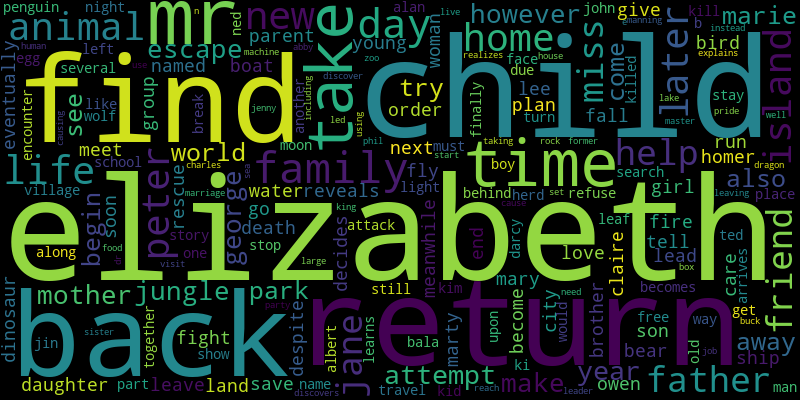 penguin
night
mr
new
take
day
alan
live
john
give
kill
marie
n
ned
parent
young
woman
however
manning
instead
animal
escape
home
miss
come
later
bird
explains
island
human
machine
abby
realizes
house
egg
left
named
boat
zoo
face
due
killed
find
child
eventually
several
see
like
wolf
group
break
another
including
discover
try
order
lee
plan
turn
fall
stay
lake
pride
well
encounter
causing
jenny
led
using
finally
master
meet
moon
phil
taking
rock
former
run
school
world
next
must
start
time
help
homer
dragon
life
peter
charles
family
fly
boy
search
also
village
rescue
marriage
sea
water
reveals
light
behind
herd
set
refuse
girl
leaving
place
elizabeth
begin
soon
story
one
george
go
king
death
cache
leaf
fire
friend
along
food
visit
stop
large
decides
attack
meanwhile
end
darcy
love
claire
tell
lead
ted
arrives
box
dinosaur
mother
jungle
park
still
kim
mary
upon
need
becomes
care
back
return
sister
together
party
despite
albert
learns
bala
marty
become
city
would
brother
free
son
way
get
buck
away
jin
fight
show
jane
ki
bear
old
job
ship
daughter
part
leave
land
save
name
discovers
travel
kid
attempt
make
reach
leader
owen
year
father
man